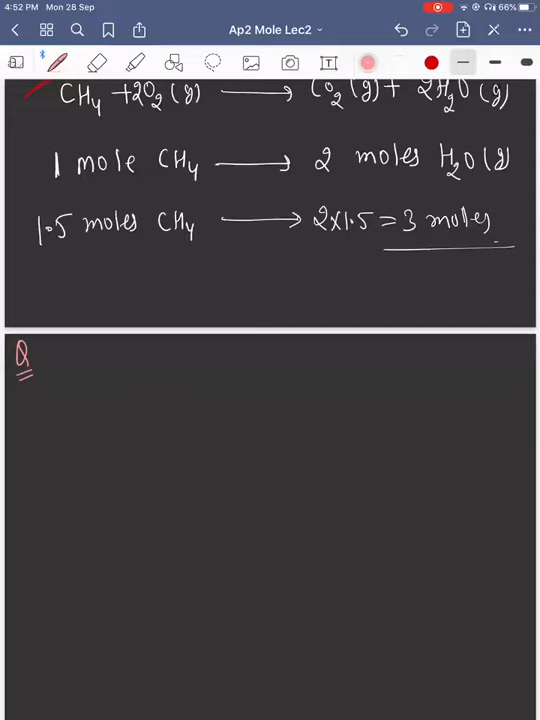 4:52 PM Mon 28 Sep 66%
Ap2 Mole Lec2
T
CH4 + 2O2 (g) → CO2 (g) + 2H2O (g)
1 mole CH4 → 2 moles H2O (g)
1.5 moles CH4 → 2×1.5 = 3 moles
Q